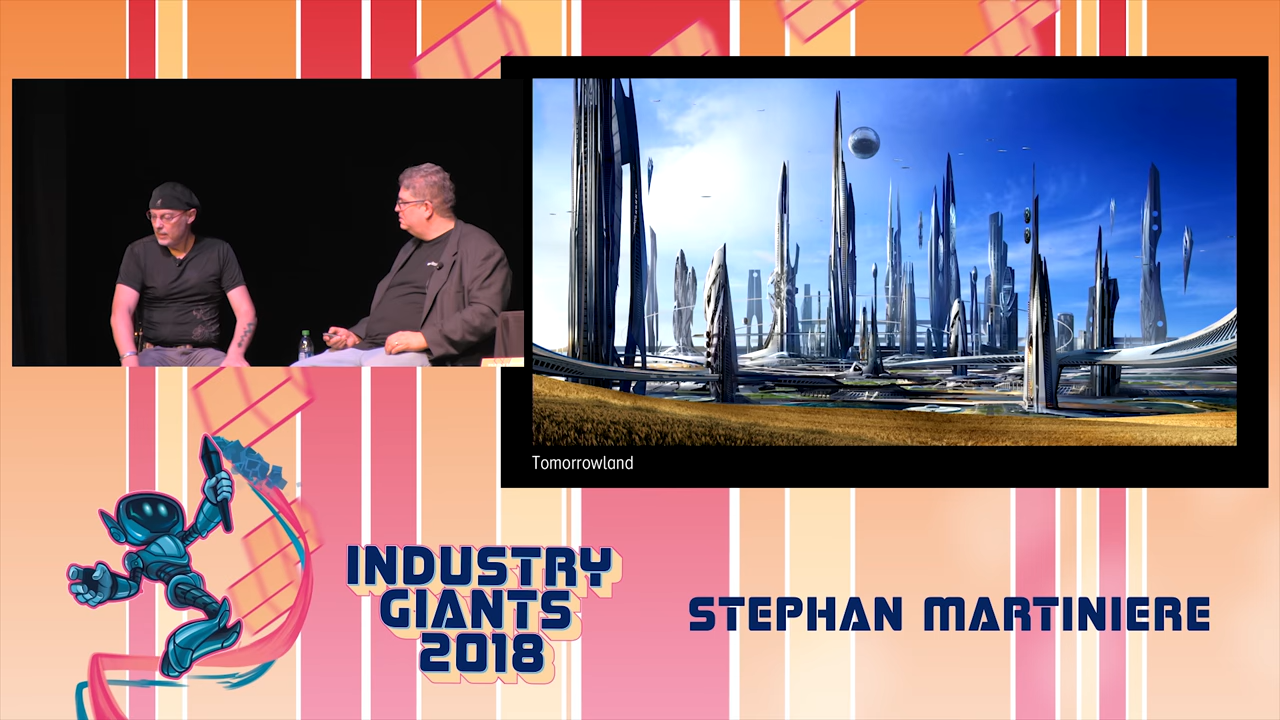 Tomorrowland
INDUSTRY
GIANTS
2018
STEPHAN MARTINIERE